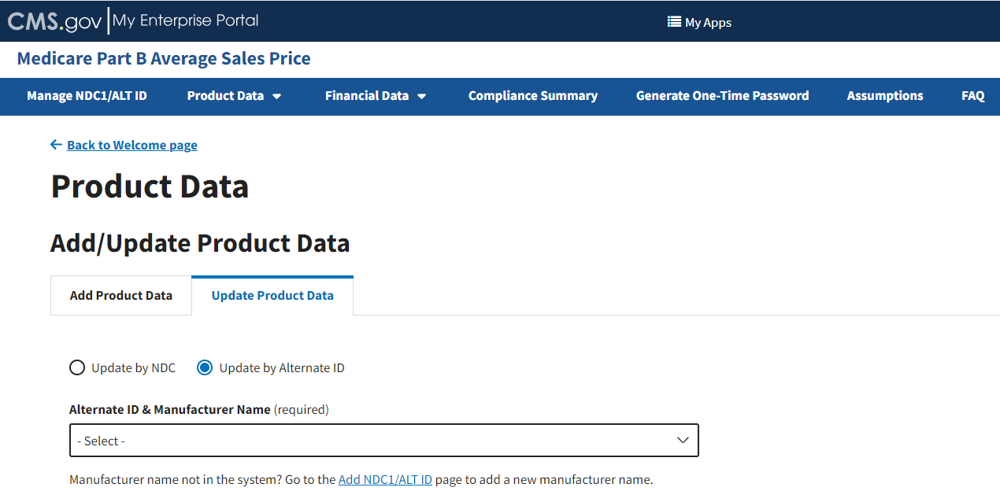 CMS.gov My Enterprise Portal My Apps
Medicare Part B Average Sales Price
Manage NDC1/ALT ID Product Data Financial Data Compliance Summary Generate One-Time Password Assumptions FAQ
Back to Welcome page
Product Data
Add/Update Product Data
Add Product Data Update Product Data
Update by NDC Update by Alternate ID
Alternate ID & Manufacturer Name (required)
- Select -
Manufacturer name not in the system? Go to the Add NDC1/ALT ID page to add a new manufacturer name.